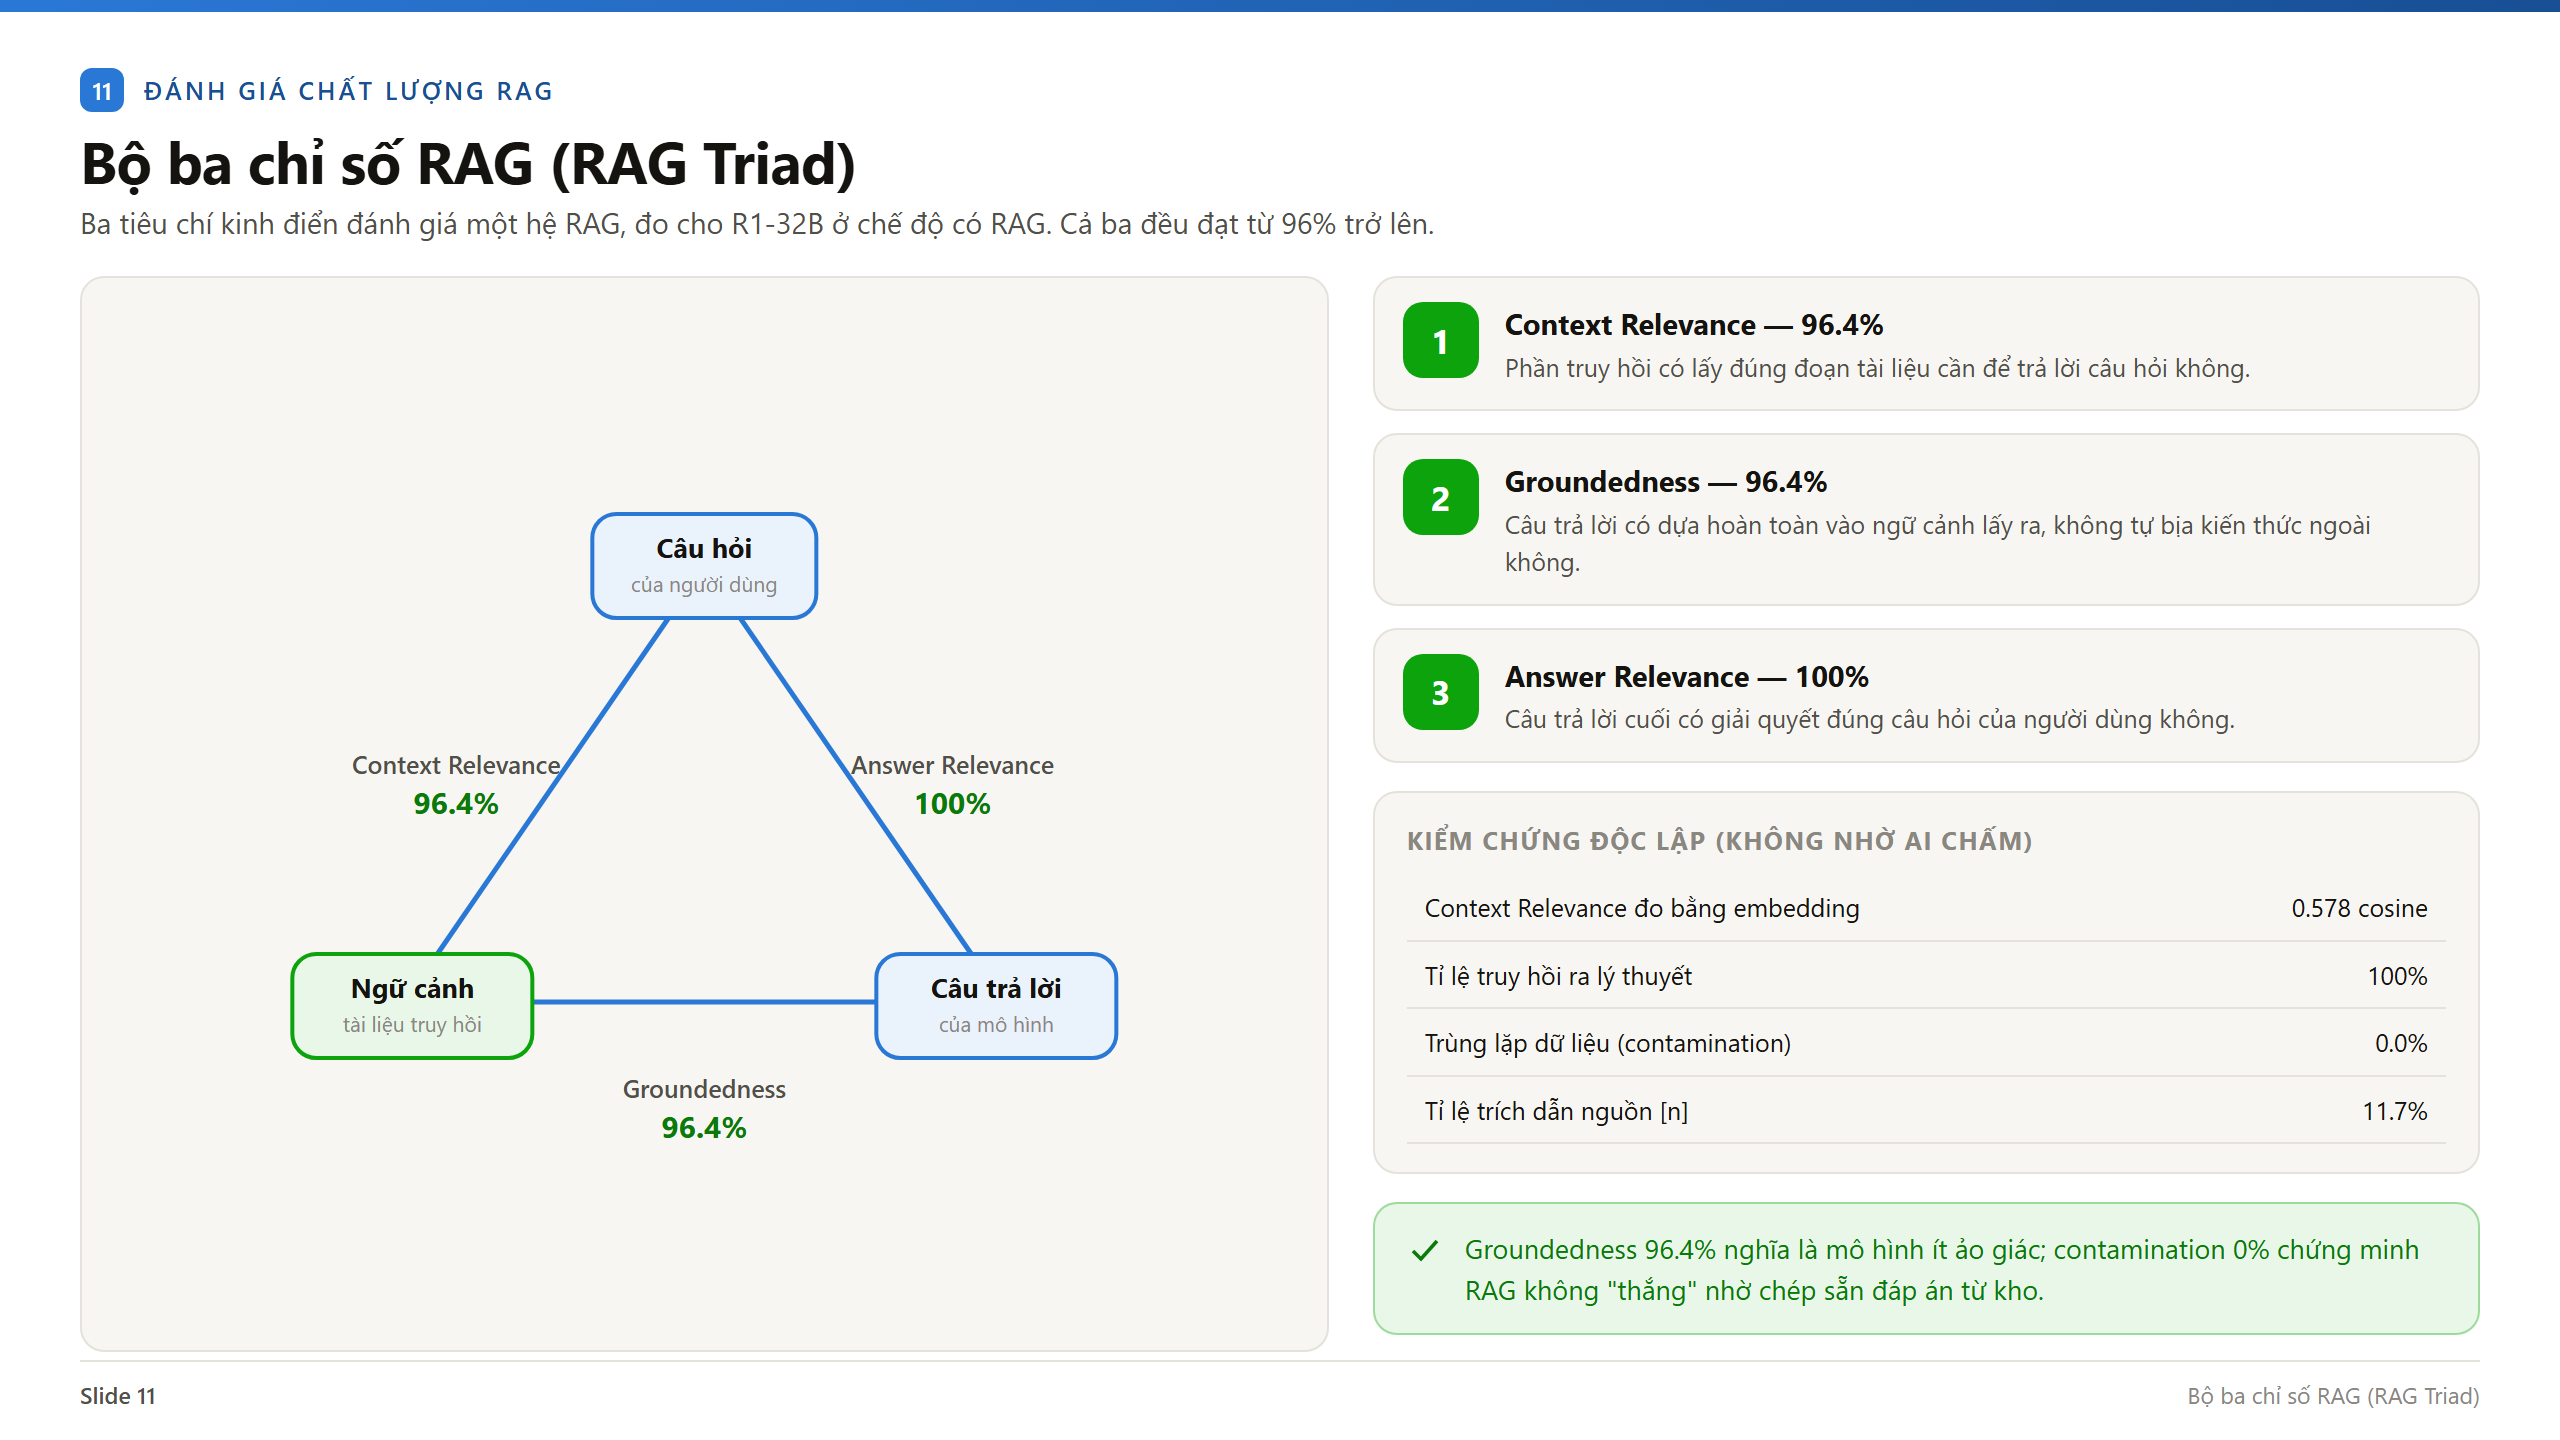 11 ĐÁNH GIÁ CHẤT LƯỢNG RAG
Bộ ba chỉ số RAG (RAG Triad)
Ba tiêu chí kinh điển đánh giá một hệ RAG, đo cho R1-32B ở chế độ có RAG. Cả ba đều đạt từ 96% trở lên.
Câu hỏi
của người dùng
Context Relevance
96.4%
Answer Relevance
100%
Ngữ cảnh
tài liệu truy hồi
Câu trả lời
của mô hình
Groundedness
96.4%
1 Context Relevance — 96.4%
Phần truy hồi có lấy đúng đoạn tài liệu cần để trả lời câu hỏi không.
2 Groundedness — 96.4%
Câu trả lời có dựa hoàn toàn vào ngữ cảnh lấy ra, không tự bịa kiến thức ngoài
không.
3 Answer Relevance — 100%
Câu trả lời cuối có giải quyết đúng câu hỏi của người dùng không.
KIỂM CHỨNG ĐỘC LẬP (KHÔNG NHỜ AI CHẤM)
Context Relevance đo bằng embedding 0.578 cosine
Tỉ lệ truy hồi ra lý thuyết 100%
Trùng lặp dữ liệu (contamination) 0.0%
Tỉ lệ trích dẫn nguồn [n] 11.7%
Groundedness 96.4% nghĩa là mô hình ít ảo giác; contamination 0% chứng minh
RAG không "thắng" nhờ chép sẵn đáp án từ kho.
Slide 11
Bộ ba chỉ số RAG (RAG Triad)